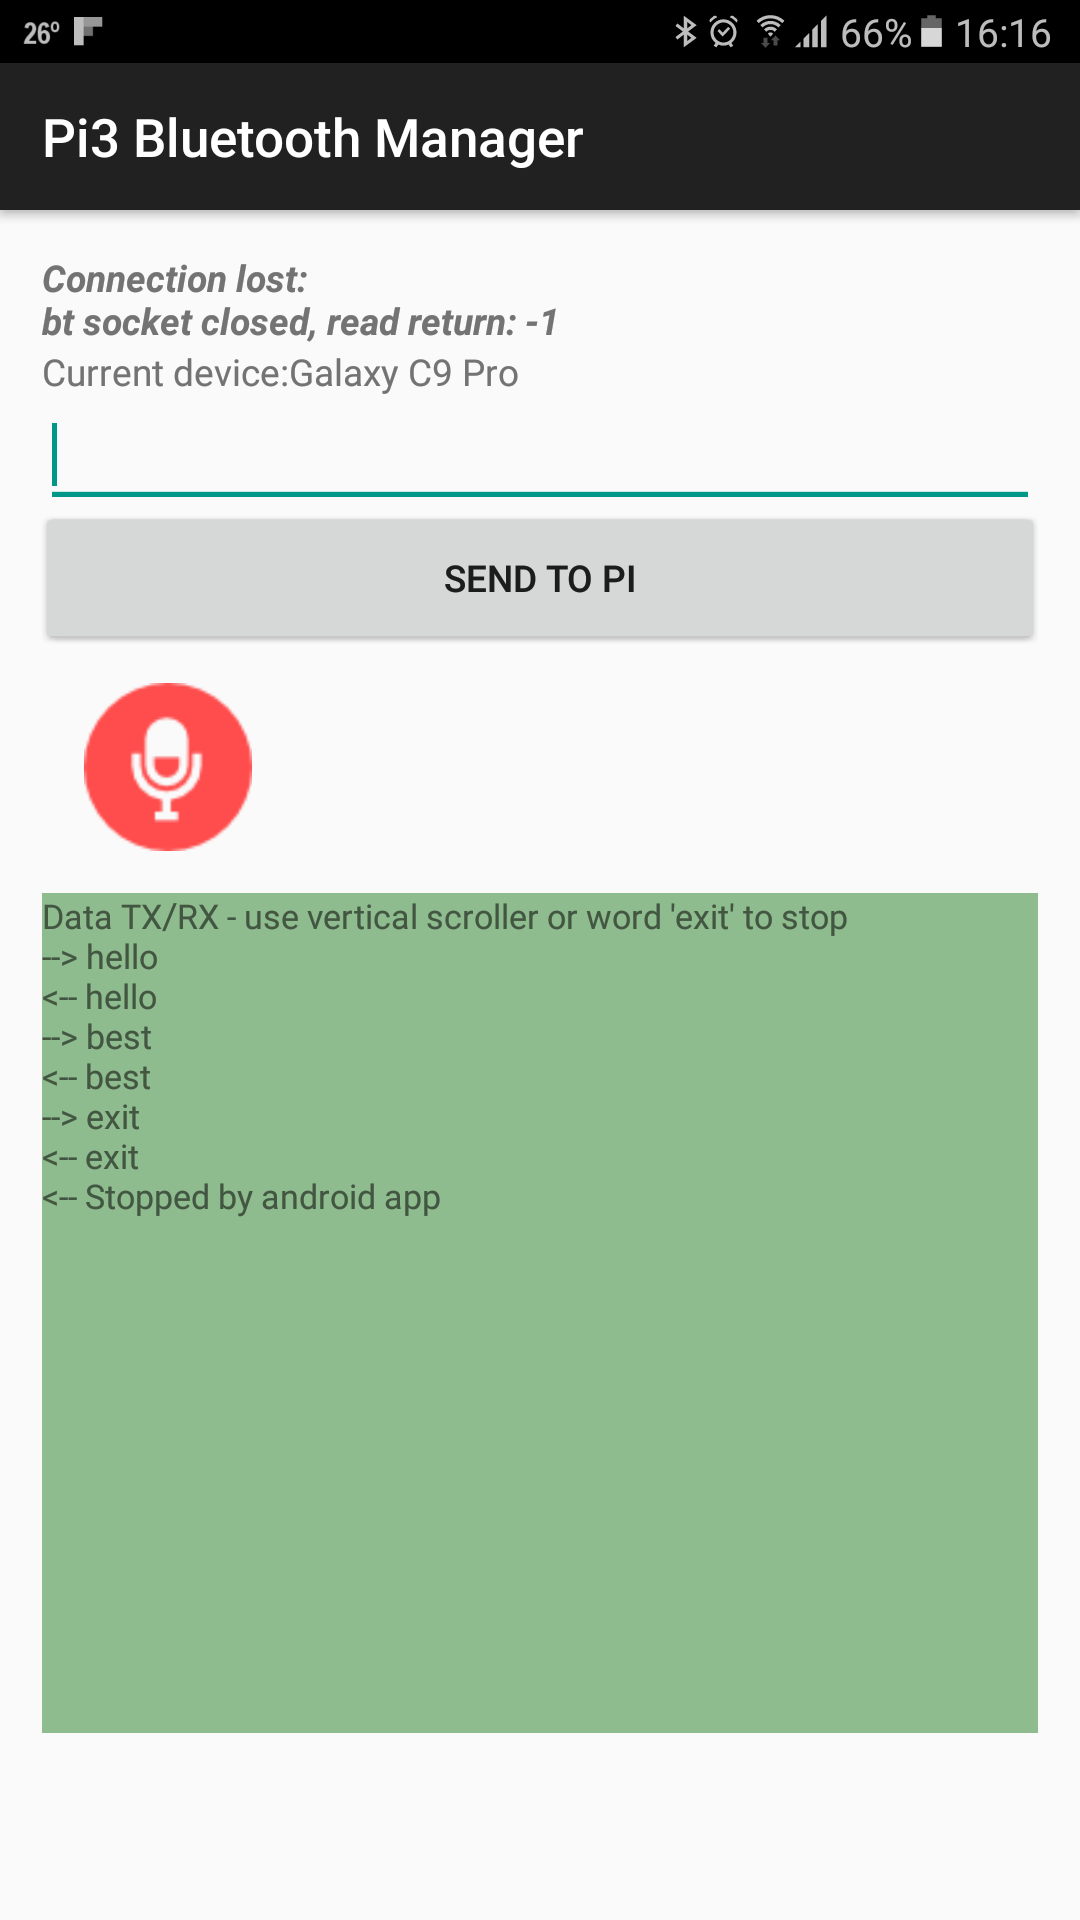 26º 66% 16:16
Pi3 Bluetooth Manager
Connection lost:
bt socket closed, read return: -1
Current device:Galaxy C9 Pro
SEND TO PI
Data TX/RX - use vertical scroller or word 'exit' to stop
--> hello
<-- hello
--> best
<-- best
--> exit
<-- exit
<-- Stopped by android app